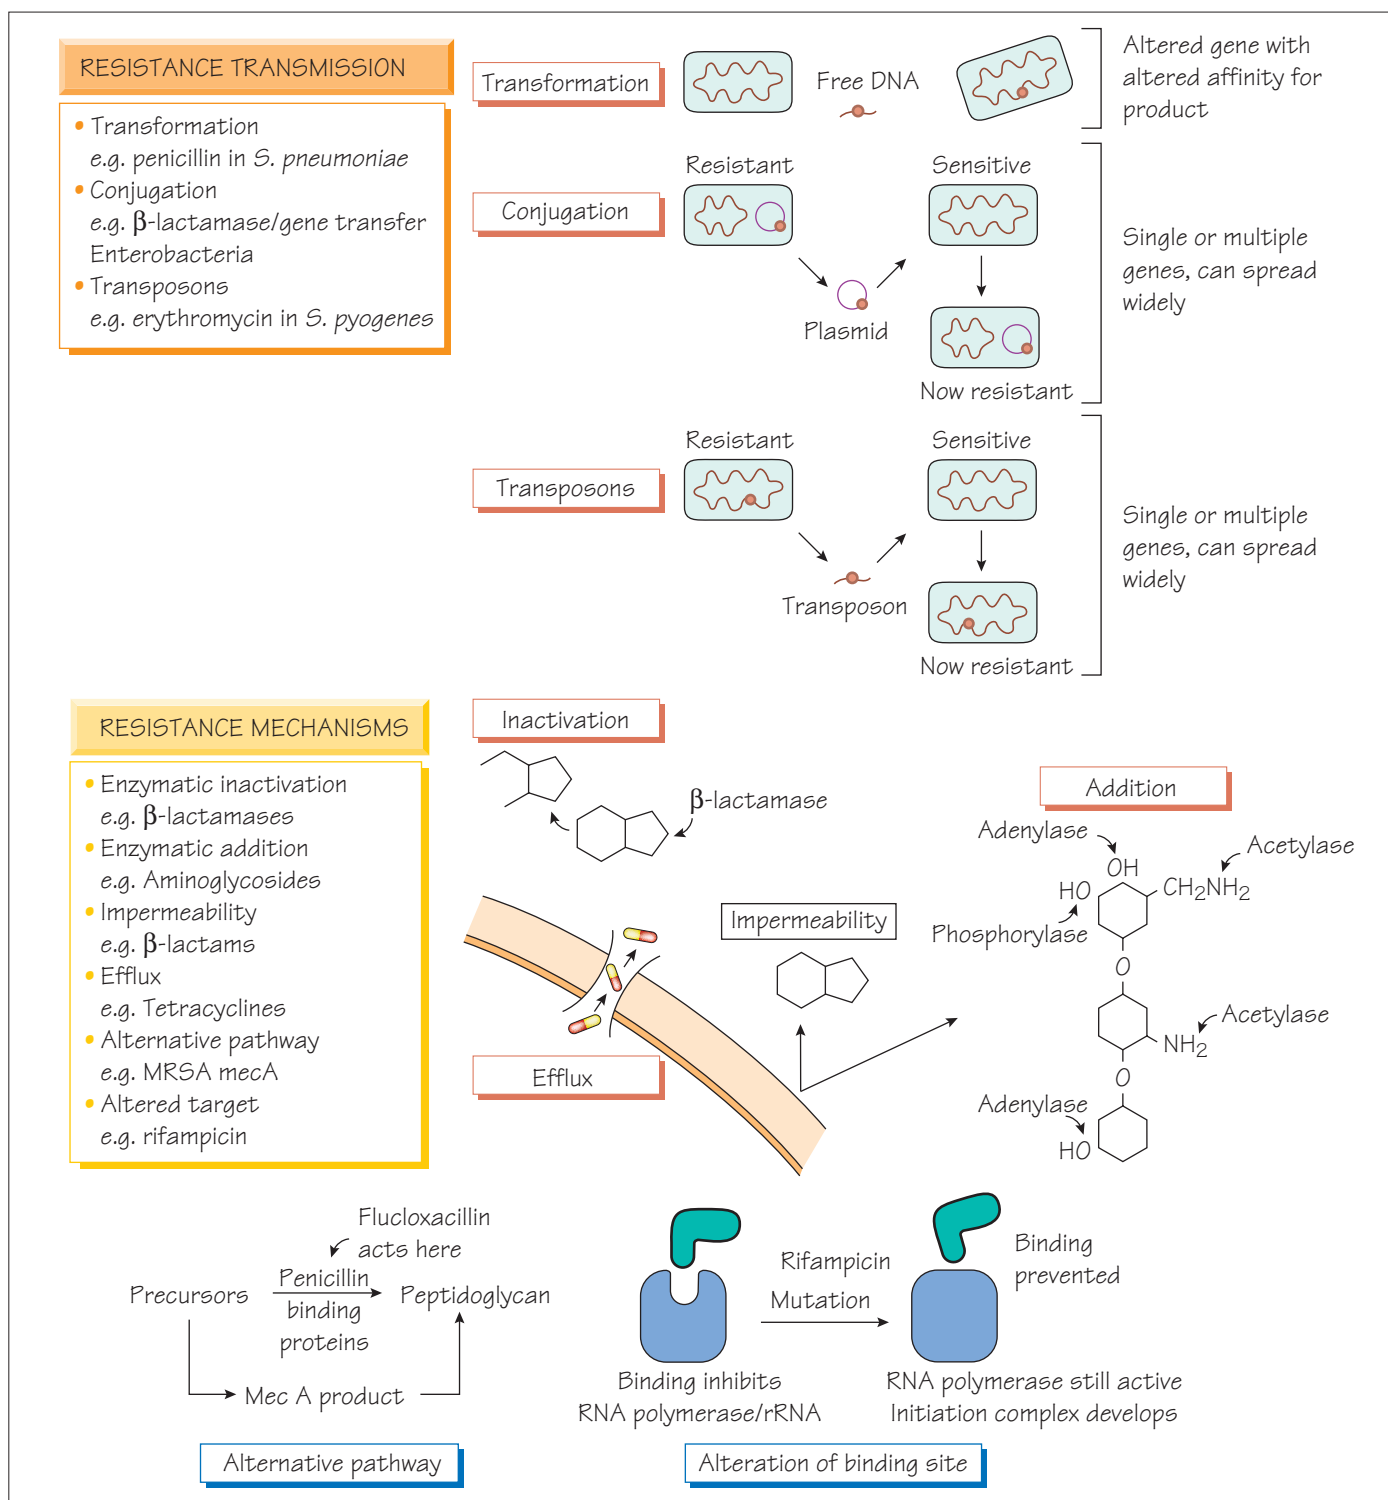 RESISTANCE TRANSMISSION
• Transformation
e.g. penicillin in S. pneumoniae
• Conjugation
e.g. β-lactamase/gene transfer
Enterobacteria
• Transposons
e.g. erythromycin in S. pyogenes
Transformation
Free DNA
Altered gene with
altered affinity for
product
Conjugation
Resistant
Sensitive
Plasmid
Now resistant
Single or multiple
genes, can spread
widely
Transposons
Resistant
Sensitive
Transposon
Now resistant
Single or multiple
genes, can spread
widely
RESISTANCE MECHANISMS
• Enzymatic inactivation
e.g. β-lactamases
• Enzymatic addition
e.g. Aminoglycosides
• Impermeability
e.g. β-lactams
• Efflux
e.g. Tetracyclines
• Alternative pathway
e.g. MRSA mecA
• Altered target
e.g. rifampicin
Inactivation
β-lactamase
Impermeability
Efflux
Addition
Adenylase
Acetylase
OH
HO
CH₂NH₂
Phosphorylase
O
Acetylase
NH₂
O
Adenylase
HO
Flucloxacillin
acts here
Precursors
Penicillin
binding
proteins
Peptidoglycan
Mec A product
Alternative pathway
Rifampicin
Mutation
Binding
prevented
Binding inhibits
RNA polymerase/rRNA
RNA polymerase still active
Initiation complex develops
Alteration of binding site